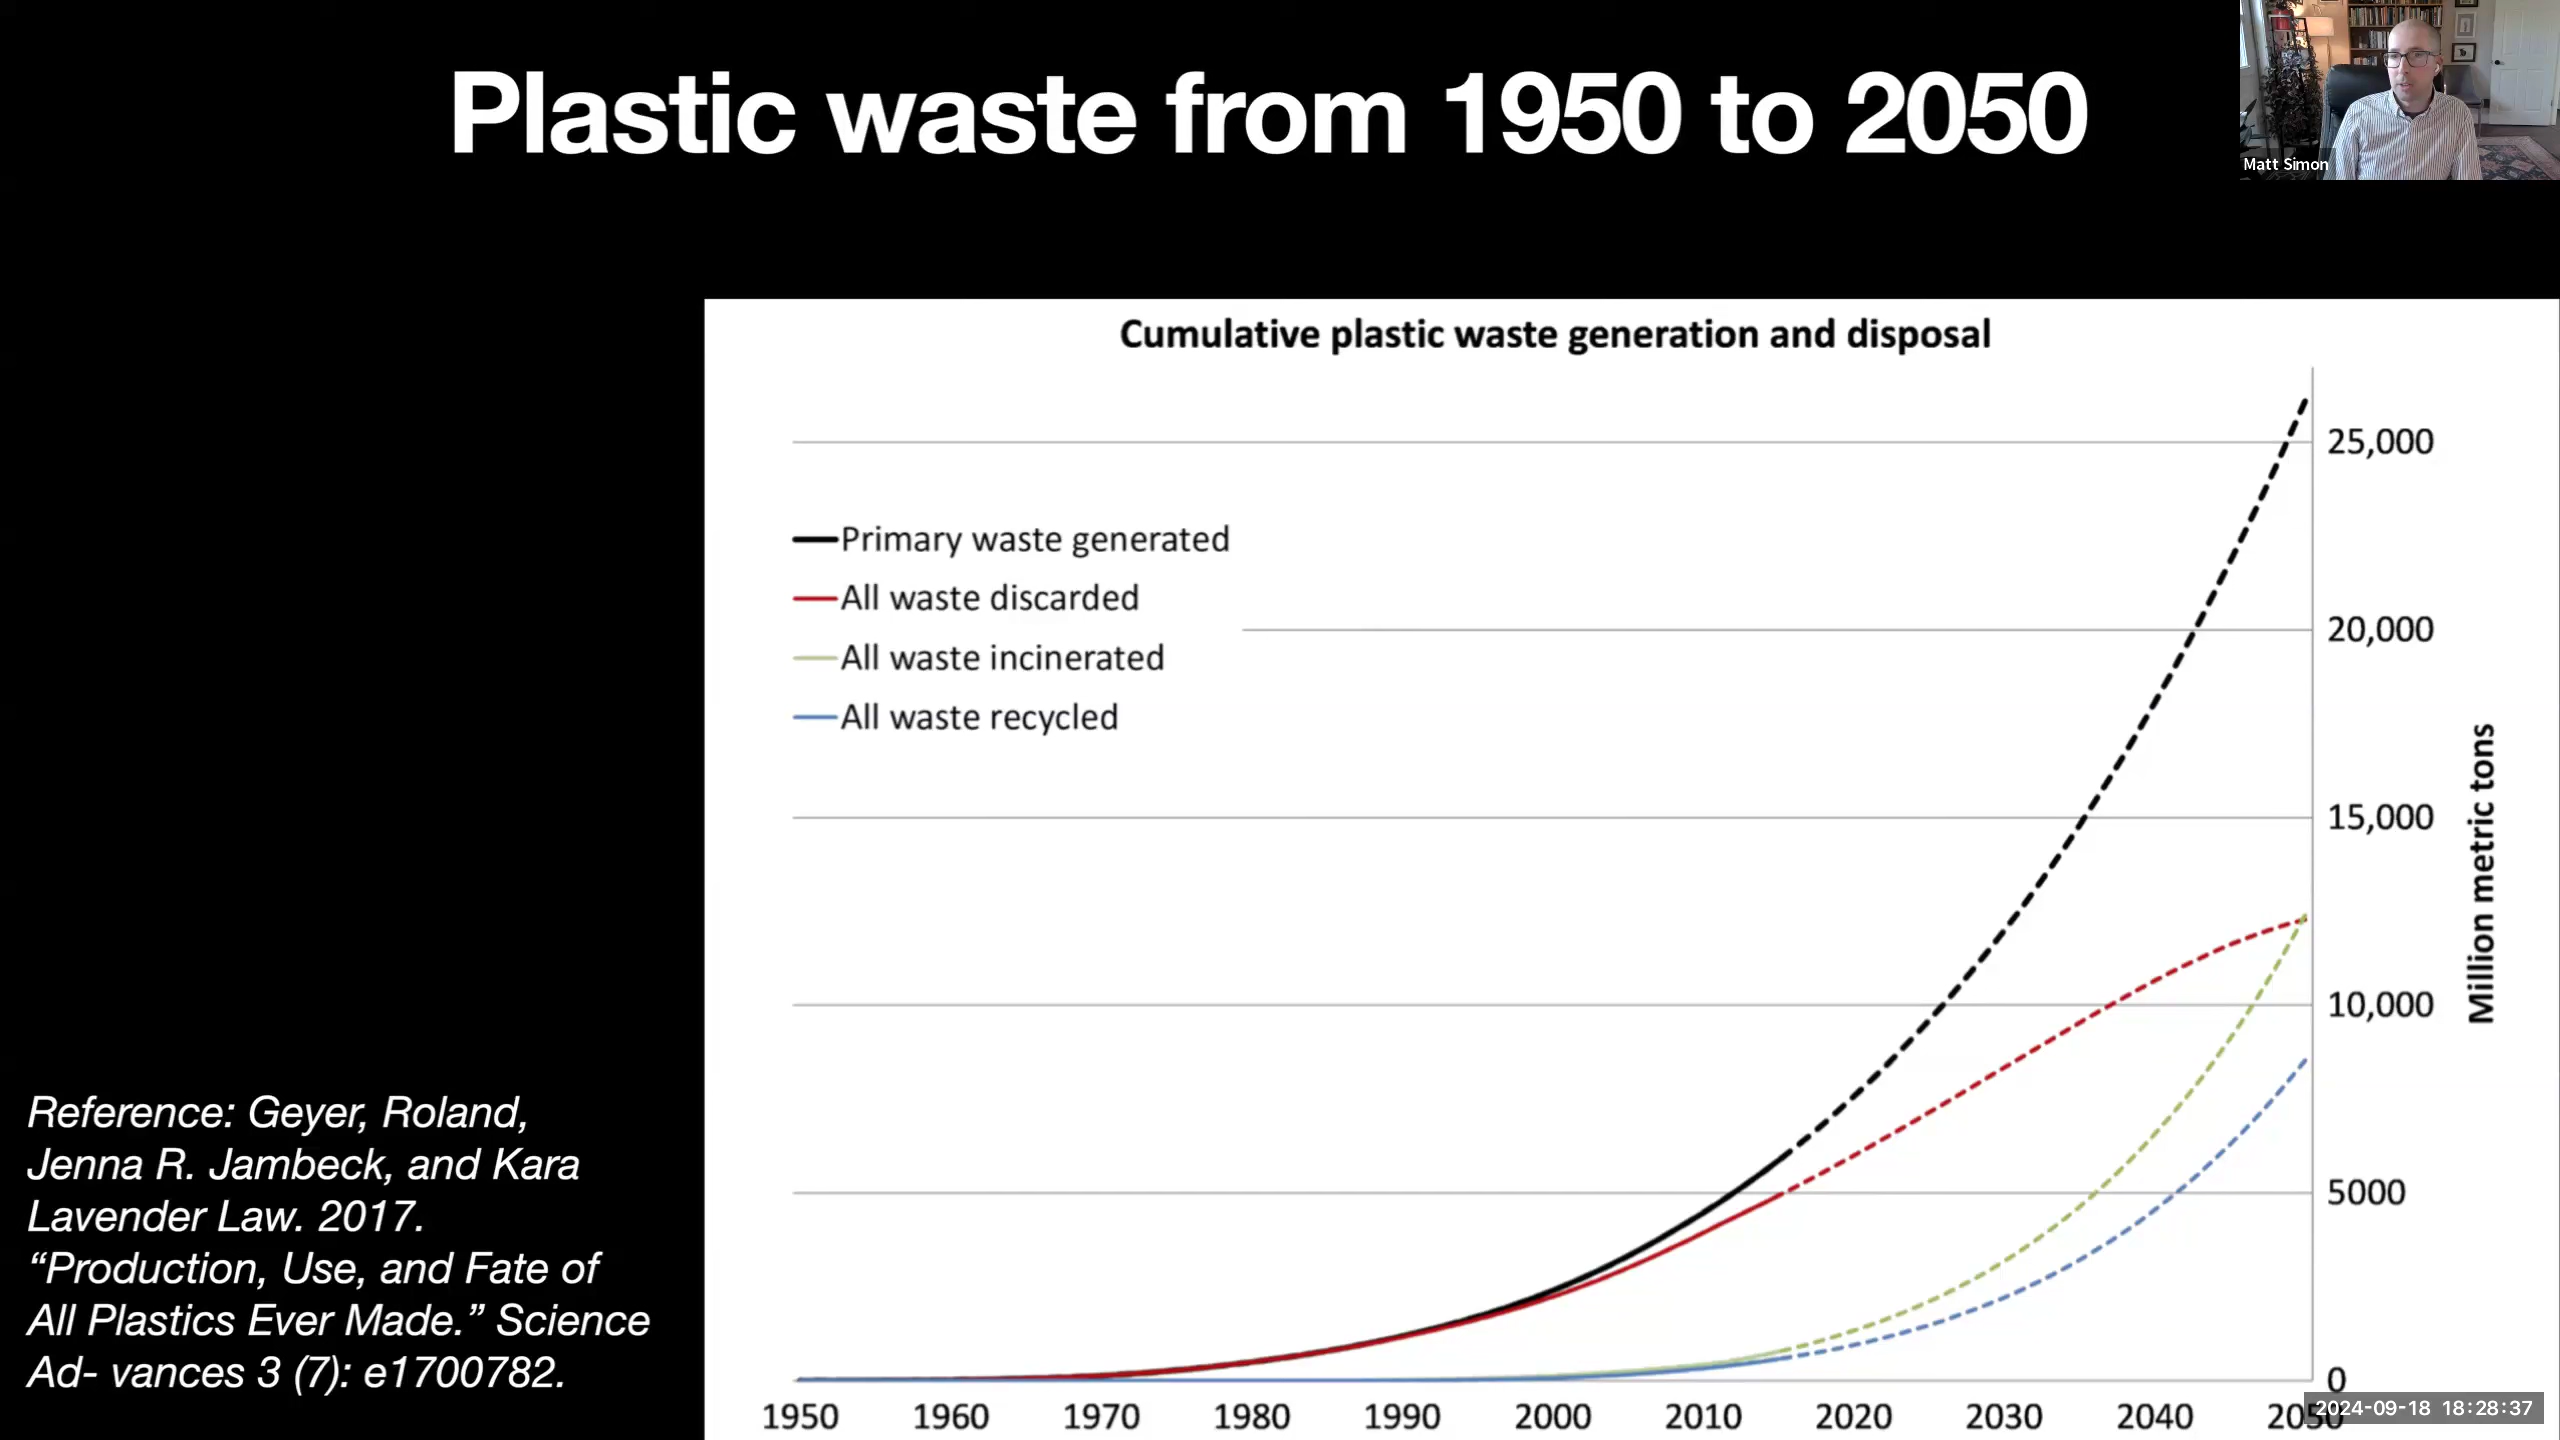 Plastic waste from 1950 to 2050
Matt Simon
Cumulative plastic waste generation and disposal
25,000
Primary waste generated
All waste discarded
20,000
All waste incinerated
All waste recycled
15,000
Million metric tons
10,000
5000
0
1950 1960 1970 1980 1990 2000 2010 2020 2030 2040 2050
Reference: Geyer, Roland,
Jenna R. Jambeck, and Kara
Lavender Law. 2017.
“Production, Use, and Fate of
All Plastics Ever Made.” Science
Ad- vances 3 (7): e1700782.
2024-09-18 18:28:37